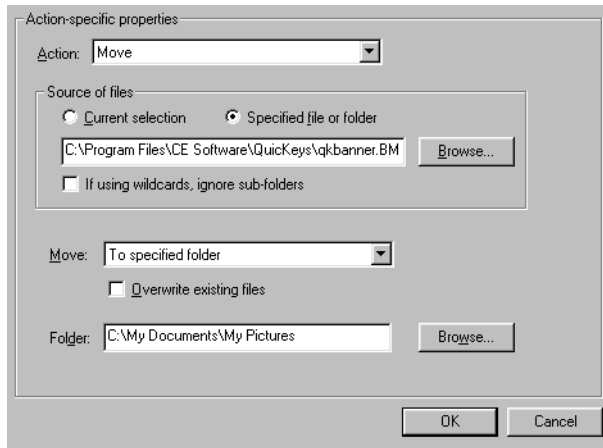 Action-specific properties
Action: Move
Source of files
Current selection Specified file or folder
C:\Program Files\CE Software\QuicKeys\qkbanner.BM Browse...
If using wildcards, ignore sub-folders
Move: To specified folder
Overwrite existing files
Folder: C:\My Documents\My Pictures Browse...
OK Cancel